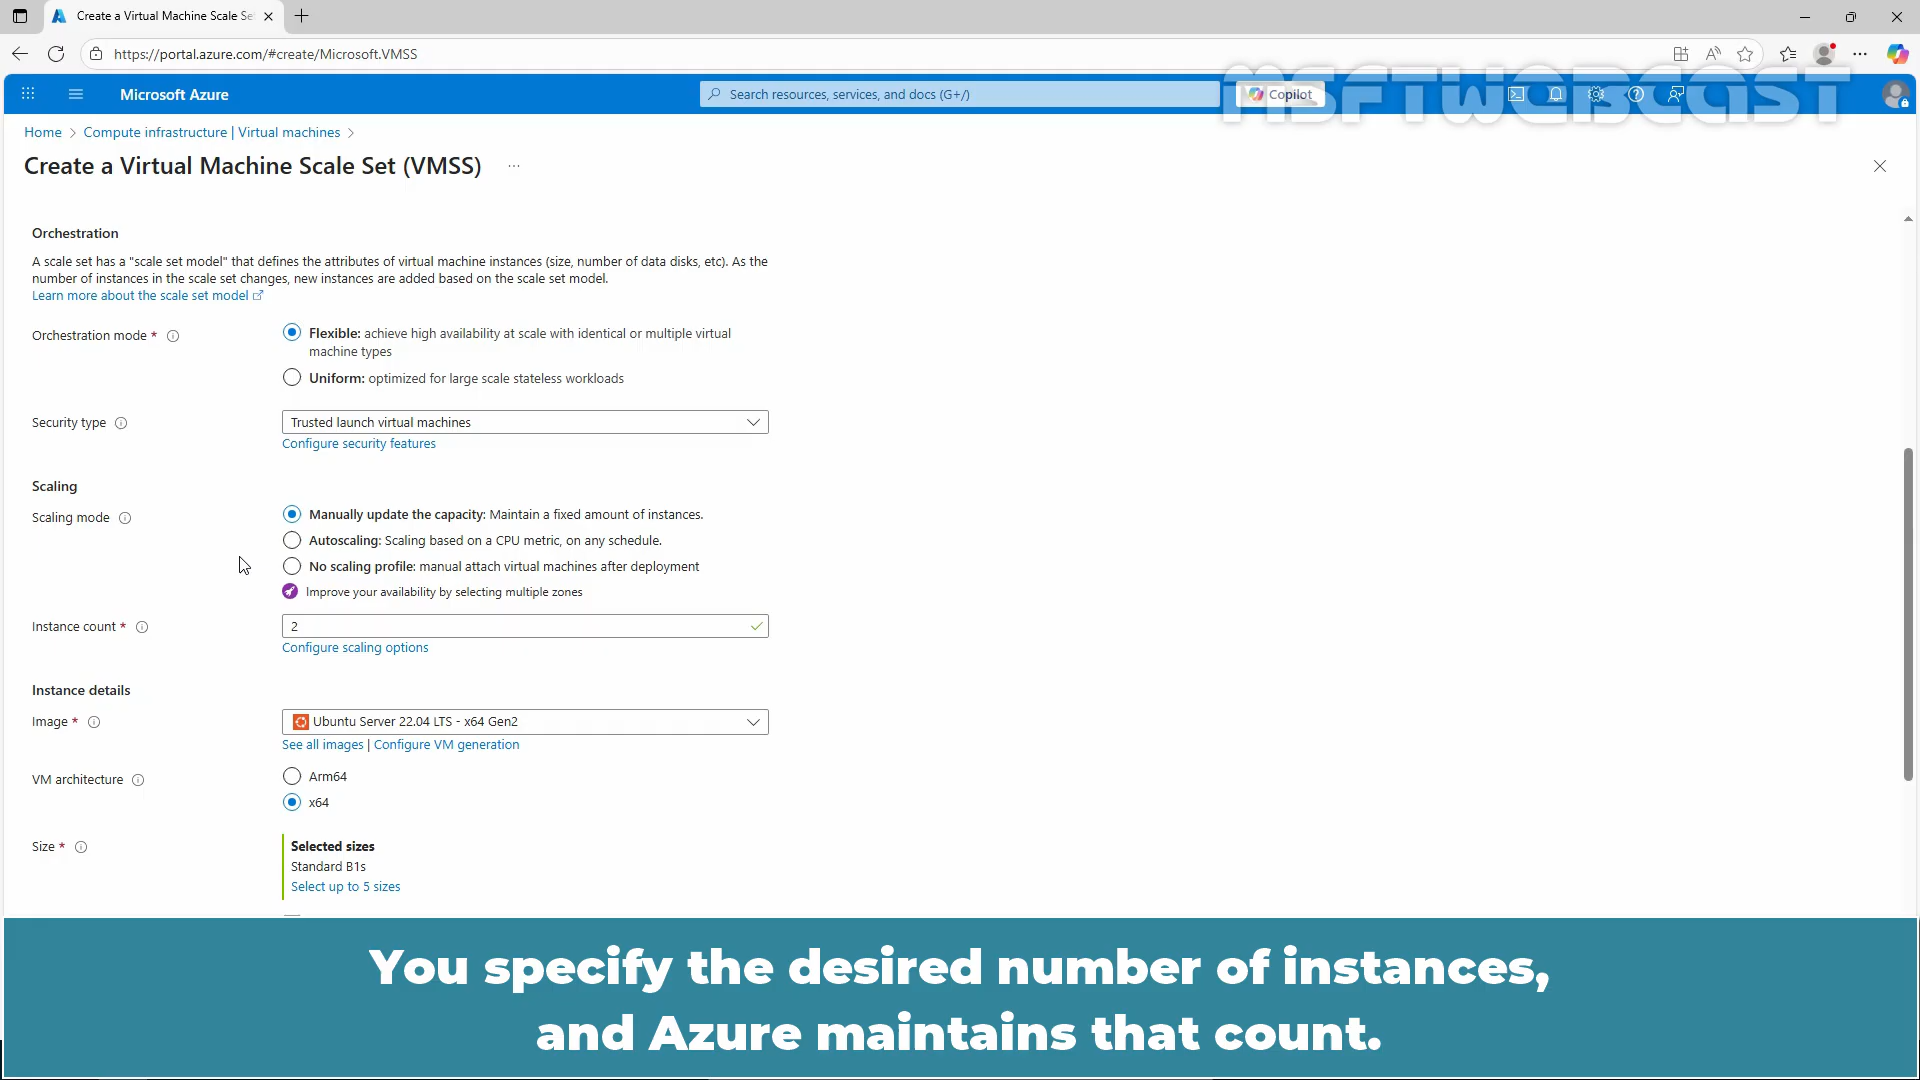 Create a Virtual Machine Scale Se
https://portal.azure.com/#create/Microsoft.VMSS
Microsoft Azure
Search resources, services, and docs (G+/)
Copilot
MSFTWEBCAST
Home > Compute infrastructure | Virtual machines >
Create a Virtual Machine Scale Set (VMSS) ...
Orchestration
A scale set has a "scale set model" that defines the attributes of virtual machine instances (size, number of data disks, etc). As the
number of instances in the scale set changes, new instances are added based on the scale set model.
Learn more about the scale set model
Orchestration mode *
Flexible: achieve high availability at scale with identical or multiple virtual
machine types
Uniform: optimized for large scale stateless workloads
Security type
Trusted launch virtual machines
Configure security features
Scaling
Scaling mode
Manually update the capacity: Maintain a fixed amount of instances.
Autoscaling: Scaling based on a CPU metric, on any schedule.
No scaling profile: manual attach virtual machines after deployment
Improve your availability by selecting multiple zones
Instance count *
2
Configure scaling options
Instance details
Image *
Ubuntu Server 22.04 LTS - x64 Gen2
See all images | Configure VM generation
VM architecture
Arm64
x64
Size *
Selected sizes
Standard B1s
Select up to 5 sizes
You specify the desired number of instances,
and Azure maintains that count.